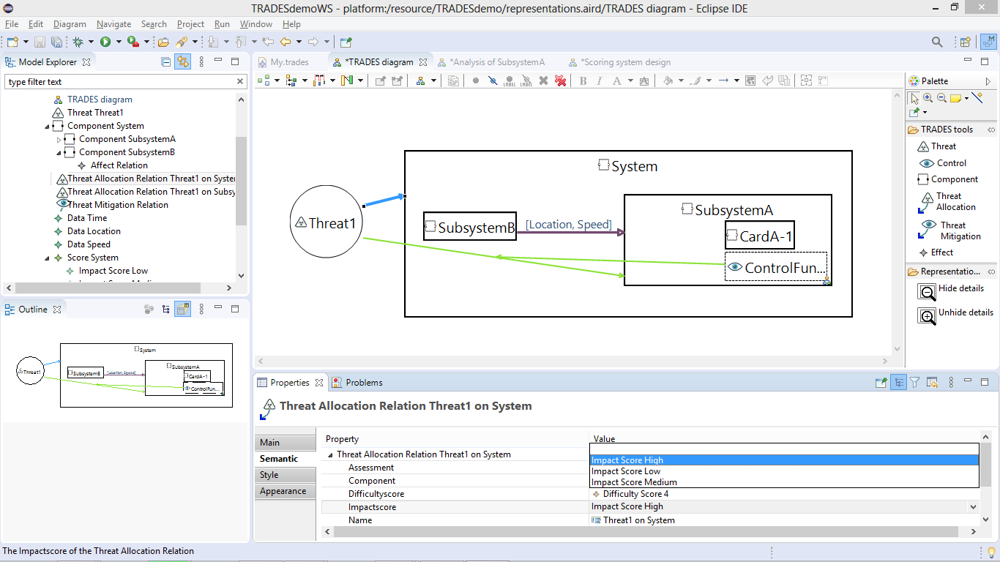 TRADESdemoWS - platform:/resource/TRADESdemo/representations.aird/TRADES diagram - Eclipse IDE
File Edit Diagram Navigate Search Project Run Window Help
Model Explorer
type filter text
TRADES diagram
Threat Threat1
Component System
Component SubsystemA
Component SubsystemB
Affect Relation
Threat Allocation Relation Threat1 on System
Threat Allocation Relation Threat1 on Subsy
Threat Mitigation Relation
Data Time
Data Location
Data Speed
Score System
Impact Score Low
Outline
Threat1
System
SubsystemB
[Location, Speed]
SubsystemA
CardA-1
ControlFun...
My.trades
*TRADES diagram
*Analysis of SubsystemA
*Scoring system design
LABEL LABEL
B I A
Threat1
System
SubsystemB
[Location, Speed]
SubsystemA
CardA-1
ControlFun...
Palette
TRADES tools
Threat
Control
Component
Threat
Allocation
Threat
Mitigation
Effect
Representatio...
Hide details
Unhide details
Properties
Problems
Threat Allocation Relation Threat1 on System
Main
Semantic
Style
Appearance
Property Value
Threat Allocation Relation Threat1 on System
Assessment
Component
Difficultyscore
Impactscore
Name
Impact Score High
Impact Score Low
Impact Score Medium
Difficulty Score 4
Impact Score High
Threat1 on System
The Impactscore of the Threat Allocation Relation